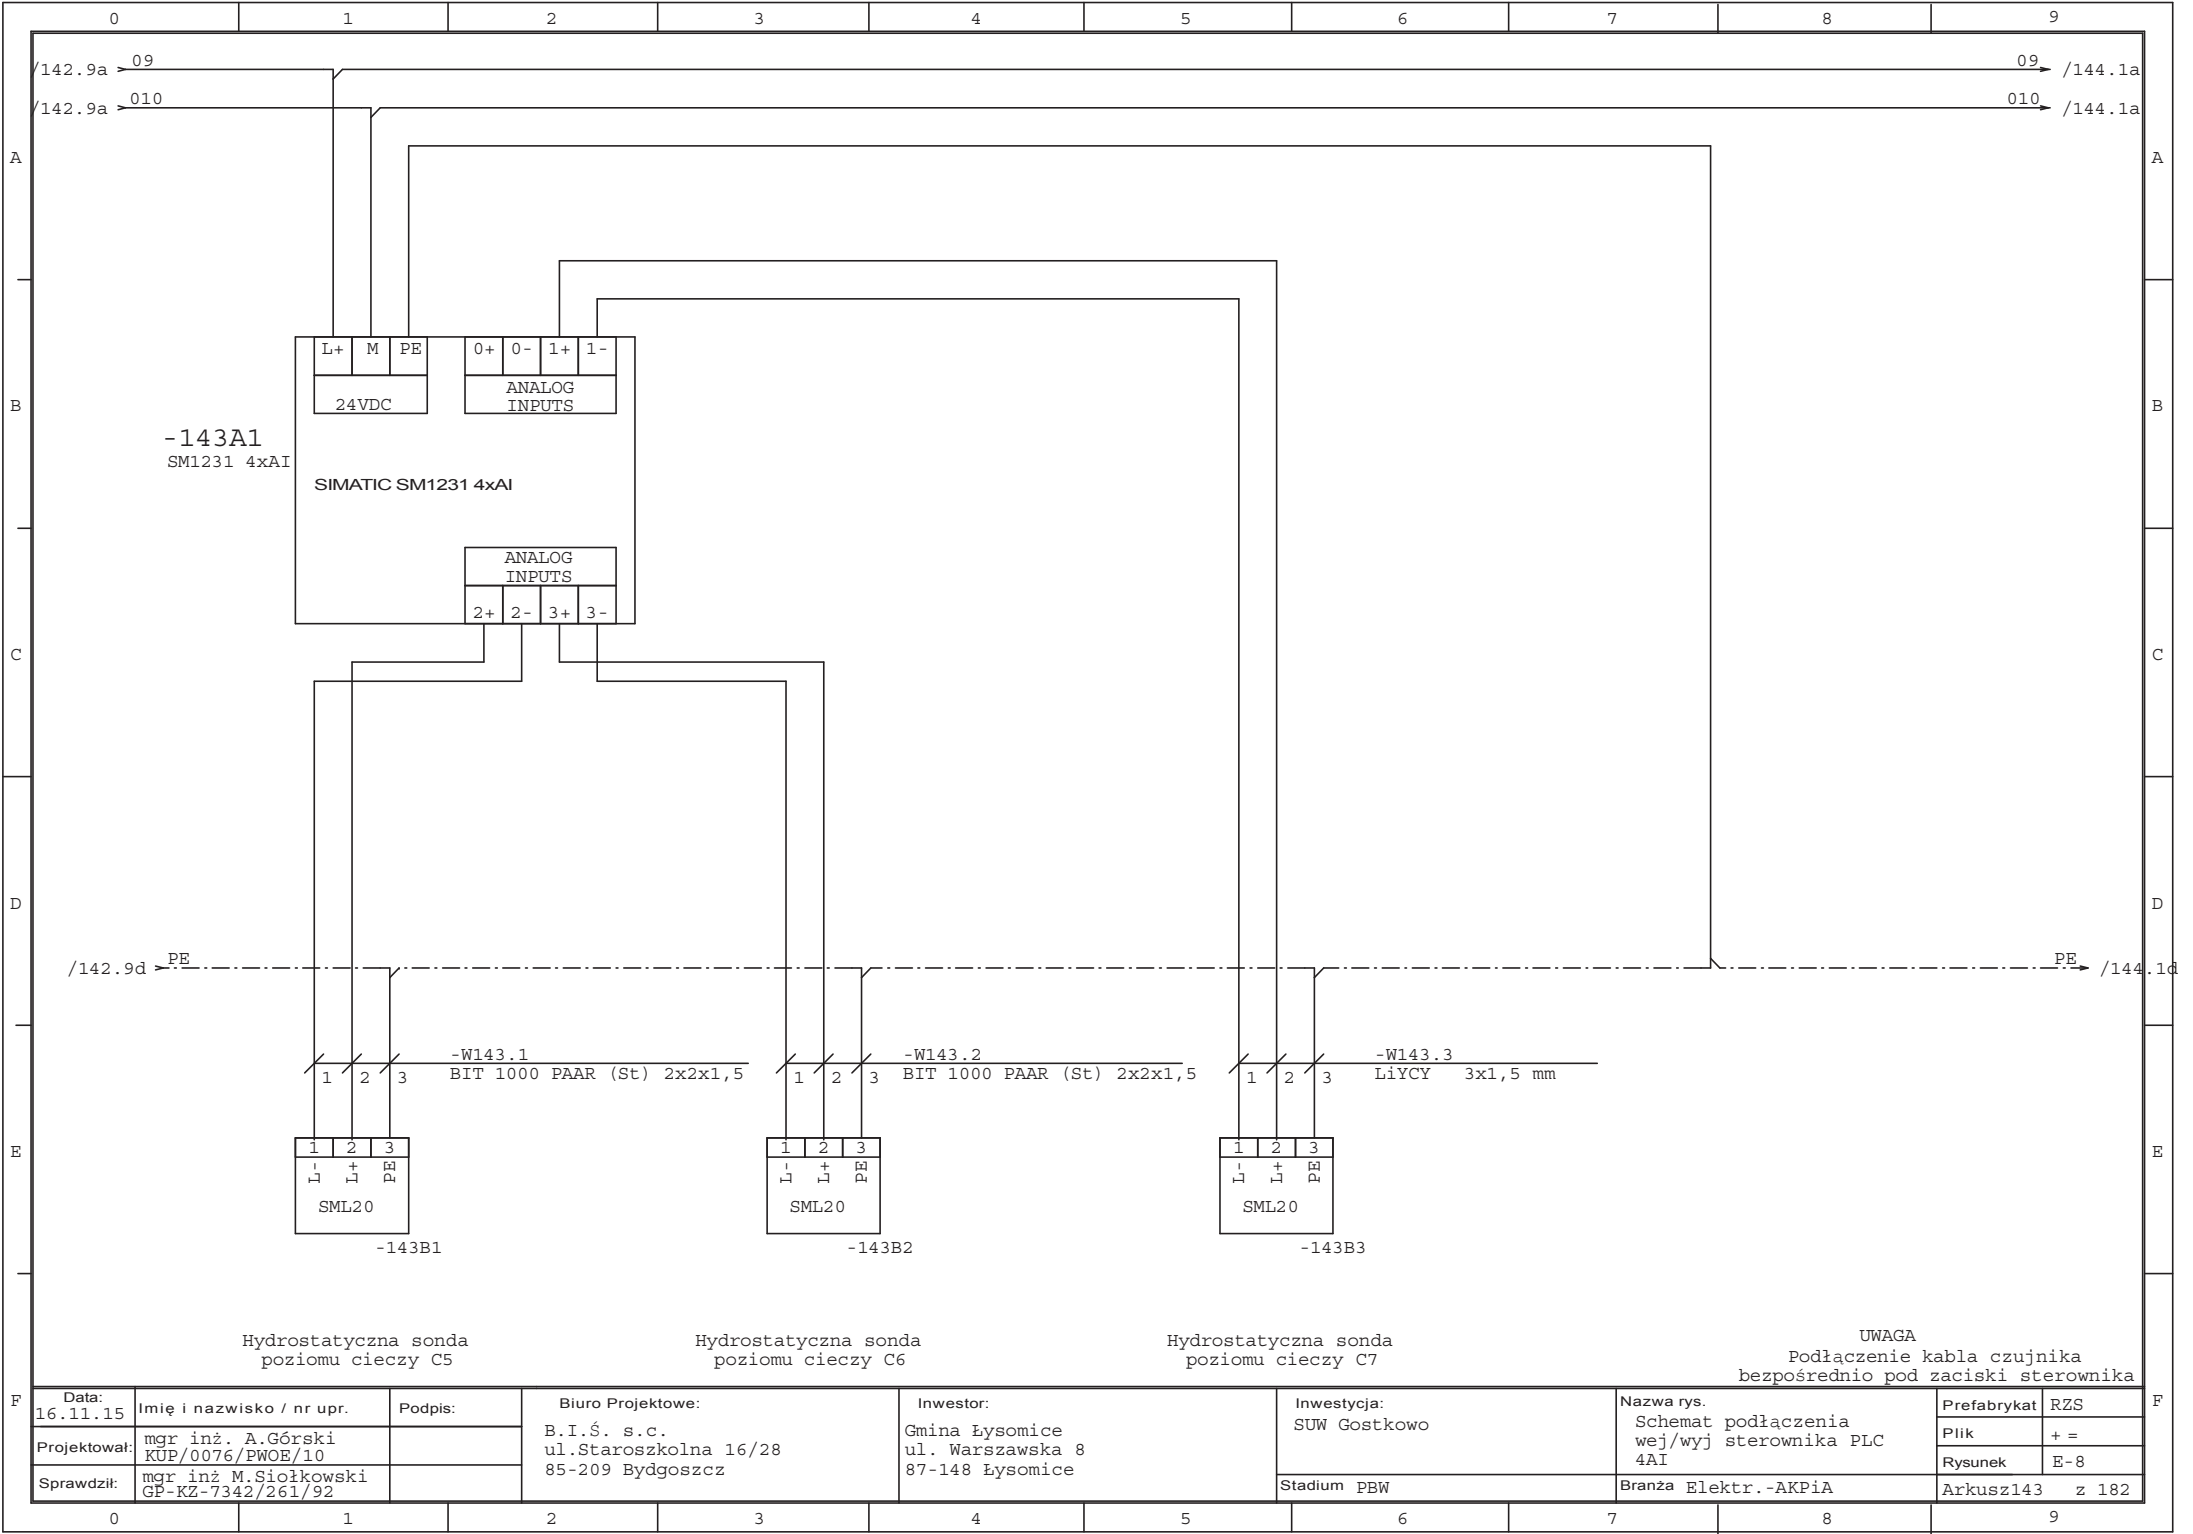 0 1 2 3 4 5 6 7 8 9
/142.9a 09 09 /144.1a
/142.9a 010 010 /144.1a
A A
L+ M PE 0+ 0- 1+ 1-
24VDC
ANALOG
INPUTS
B B
-143A1
SM1231 4xAI
SIMATIC SM1231 4xAI
ANALOG
INPUTS
2+ 2- 3+ 3-
C C
D D
/142.9d PE PE /144.1d
-W143.1
1 2 3 BIT 1000 PAAR (St) 2x2x1,5
-W143.2
1 2 3 BIT 1000 PAAR (St) 2x2x1,5
-W143.3
1 2 3 LiYCY 3x1,5 mm
E E
1 2 3
L- L+ PE
SML20
-143B1
1 2 3
L- L+ PE
SML20
-143B2
1 2 3
L- L+ PE
SML20
-143B3
Hydrostatyczna sonda
poziomu cieczy C5
Hydrostatyczna sonda
poziomu cieczy C6
Hydrostatyczna sonda
poziomu cieczy C7
UWAGA
Podłączenie kabla czujnika
bezpośrednio pod zaciski sterownika
F F
Data:
16.11.15
Imię i nazwisko / nr upr.
Podpis:
Projektował:
mgr inż. A.Górski
KUP/0076/PWOE/10
Sprawdził:
mgr inż M.Siołkowski
GP-KZ-7342/261/92
Biuro Projektowe:
B.I.Ś. s.c.
ul.Staroszkolna 16/28
85-209 Bydgoszcz
Inwestor:
Gmina Łysomice
ul. Warszawska 8
87-148 Łysomice
Inwestycja:
SUW Gostkowo
Stadium PBW
Nazwa rys.
Schemat podłączenia
wej/wyj sterownika PLC
4AI
Branża Elektr.-AKPiA
Prefabrykat RZS
Plik + =
Rysunek E-8
Arkusz143 z 182
0 1 2 3 4 5 6 7 8 9